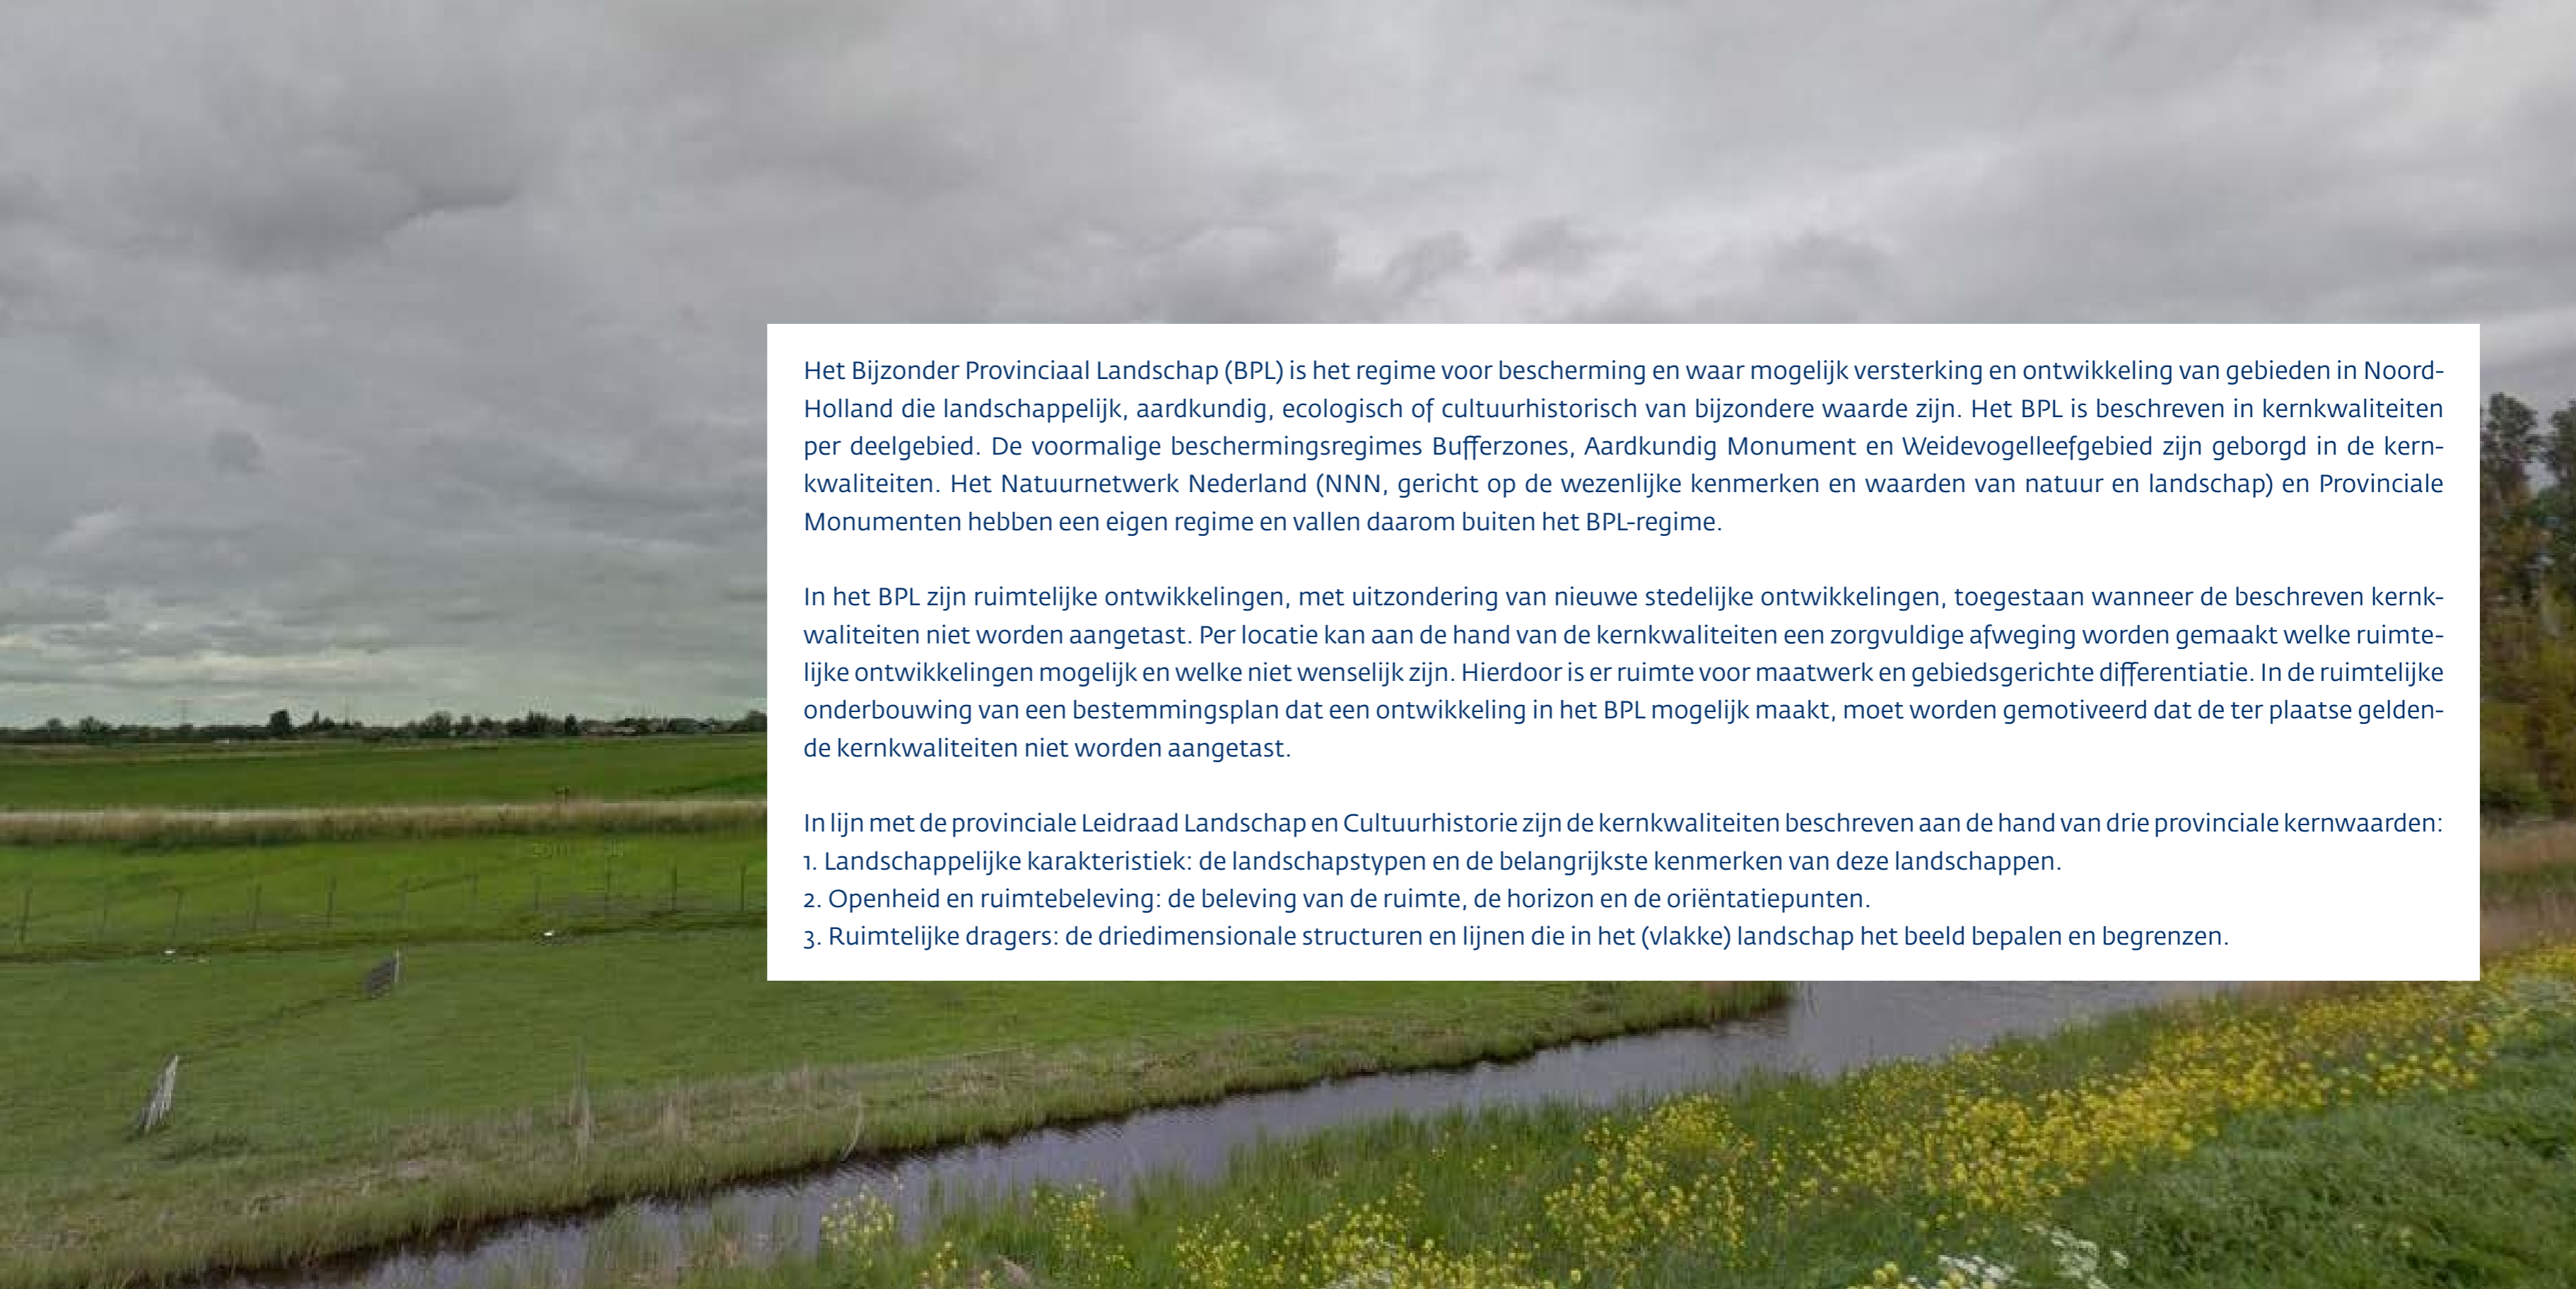 Het Bijzonder Provinciaal Landschap (BPL) is het regime voor bescherming en waar mogelijk versterking en ontwikkeling van gebieden in Noord-
Holland die landschappelijk, aardkundig, ecologisch of cultuurhistorisch van bijzondere waarde zijn. Het BPL is beschreven in kernkwaliteiten
per deelgebied. De voormalige beschermingsregimes Bufferzones, Aardkundig Monument en Weidevogelleefgebied zijn geborgd in de kern-
kwaliteiten. Het Natuurnetwerk Nederland (NNN, gericht op de wezenlijke kenmerken en waarden van natuur en landschap) en Provinciale
Monumenten hebben een eigen regime en vallen daarom buiten het BPL-regime.
In het BPL zijn ruimtelijke ontwikkelingen, met uitzondering van nieuwe stedelijke ontwikkelingen, toegestaan wanneer de beschreven kernk-
waliteiten niet worden aangetast. Per locatie kan aan de hand van de kernkwaliteiten een zorgvuldige afweging worden gemaakt welke ruimte-
lijke ontwikkelingen mogelijk en welke niet wenselijk zijn. Hierdoor is er ruimte voor maatwerk en gebiedsgerichte differentiatie. In de ruimtelijke
onderbouwing van een bestemmingsplan dat een ontwikkeling in het BPL mogelijk maakt, moet worden gemotiveerd dat de ter plaatse gelden-
de kernkwaliteiten niet worden aangetast.
In lijn met de provinciale Leidraad Landschap en Cultuurhistorie zijn de kernkwaliteiten beschreven aan de hand van drie provinciale kernwaarden:
1. Landschappelijke karakteristiek: de landschapstypen en de belangrijkste kenmerken van deze landschappen.
2. Openheid en ruimtebeleving: de beleving van de ruimte, de horizon en de oriëntatiepunten.
3. Ruimtelijke dragers: de driedimensionale structuren en lijnen die in het (vlakke) landschap het beeld bepalen en begrenzen.